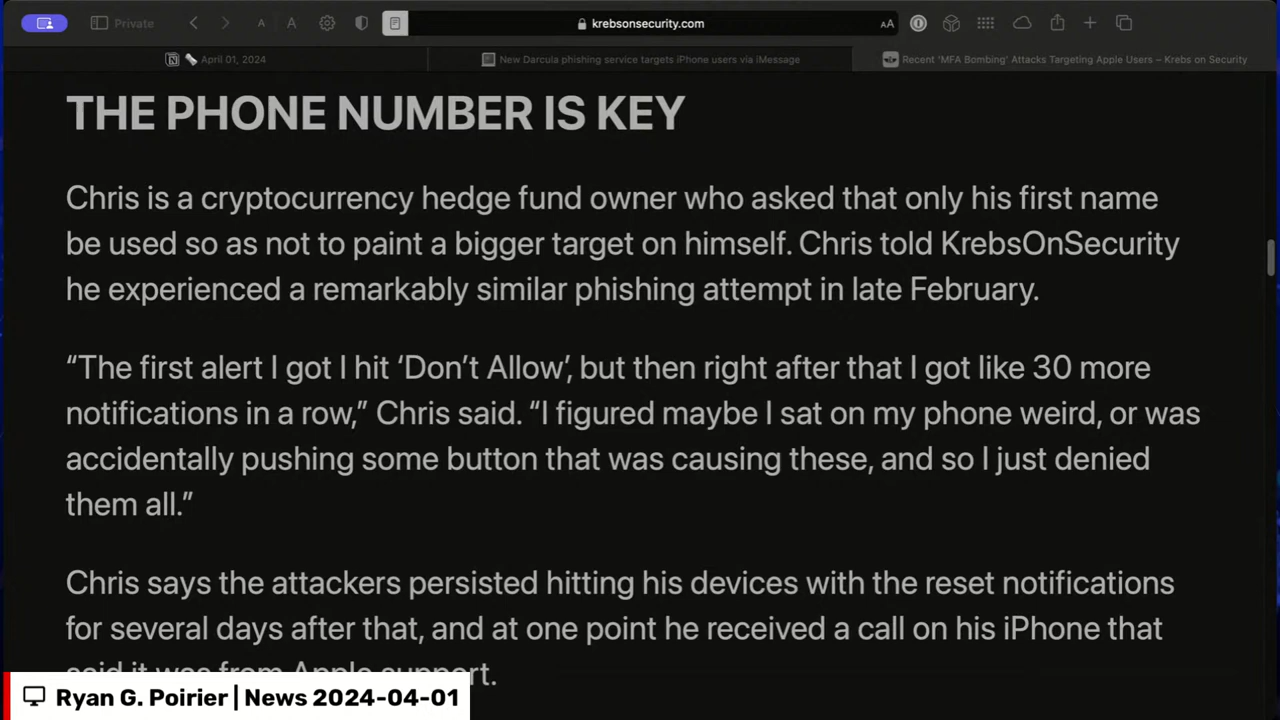 Private
A
A
krebsonsecurity.com
AA
April 01, 2024
New Darcula phishing service targets iPhone users via iMessage
Recent 'MFA Bombing' Attacks Targeting Apple Users – Krebs on Security
THE PHONE NUMBER IS KEY
Chris is a cryptocurrency hedge fund owner who asked that only his first name
be used so as not to paint a bigger target on himself. Chris told KrebsOnSecurity
he experienced a remarkably similar phishing attempt in late February.
“The first alert I got I hit ‘Don’t Allow’, but then right after that I got like 30 more
notifications in a row,” Chris said. “I figured maybe I sat on my phone weird, or was
accidentally pushing some button that was causing these, and so I just denied
them all.”
Chris says the attackers persisted hitting his devices with the reset notifications
for several days after that, and at one point he received a call on his iPhone that
said it was from Apple support.
Ryan G. Poirier | News 2024-04-01